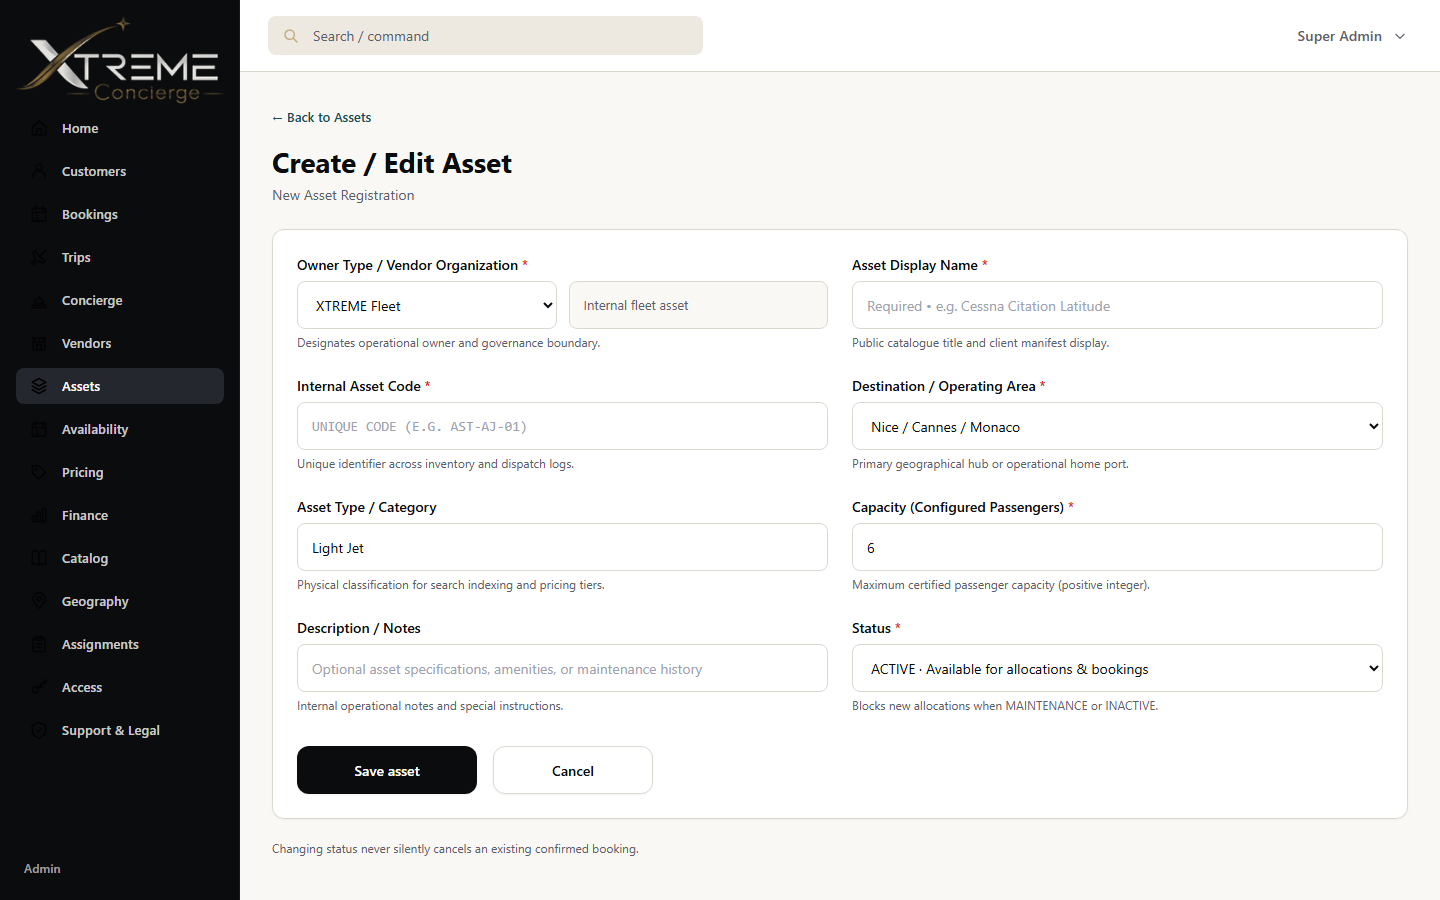 XTREME
Concierge
Home
Customers
Bookings
Trips
Concierge
Vendors
Assets
Availability
Pricing
Finance
Catalog
Geography
Assignments
Access
Support & Legal
Admin
Search / command
Super Admin
← Back to Assets
Create / Edit Asset
New Asset Registration
Owner Type / Vendor Organization *
XTREME Fleet
Internal fleet asset
Designates operational owner and governance boundary.
Asset Display Name *
Required • e.g. Cessna Citation Latitude
Public catalogue title and client manifest display.
Internal Asset Code *
UNIQUE CODE (E.G. AST-AJ-01)
Unique identifier across inventory and dispatch logs.
Destination / Operating Area *
Nice / Cannes / Monaco
Primary geographical hub or operational home port.
Asset Type / Category
Light Jet
Physical classification for search indexing and pricing tiers.
Capacity (Configured Passengers) *
6
Maximum certified passenger capacity (positive integer).
Description / Notes
Optional asset specifications, amenities, or maintenance history
Internal operational notes and special instructions.
Status *
ACTIVE · Available for allocations & bookings
Blocks new allocations when MAINTENANCE or INACTIVE.
Save asset
Cancel
Changing status never silently cancels an existing confirmed booking.